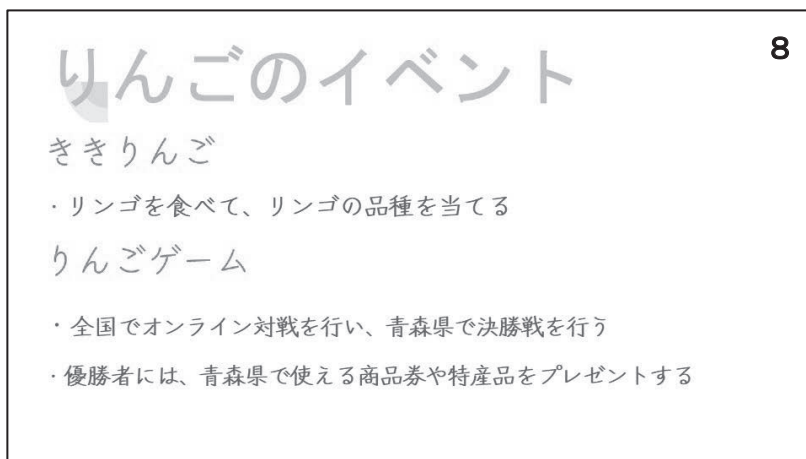 りんごのイベント
8
ききりんご
・リンゴを食べて、リンゴの品種を当てる
りんごゲーム
・全国でオンライン対戦を行い、青森県で決勝戦を行う
・優勝者には、青森県で使える商品券や特産品をプレゼントする